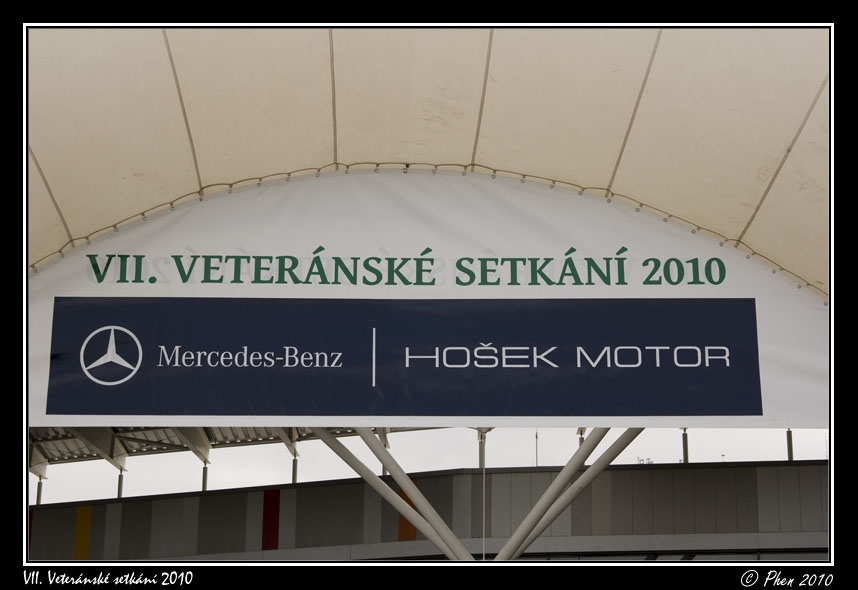 VII. VETERÁNSKÉ SETKÁNÍ 2010
Mercedes-Benz | HOŠEK MOTOR
VII. Veteránské setkání 2010
© Phen 2010